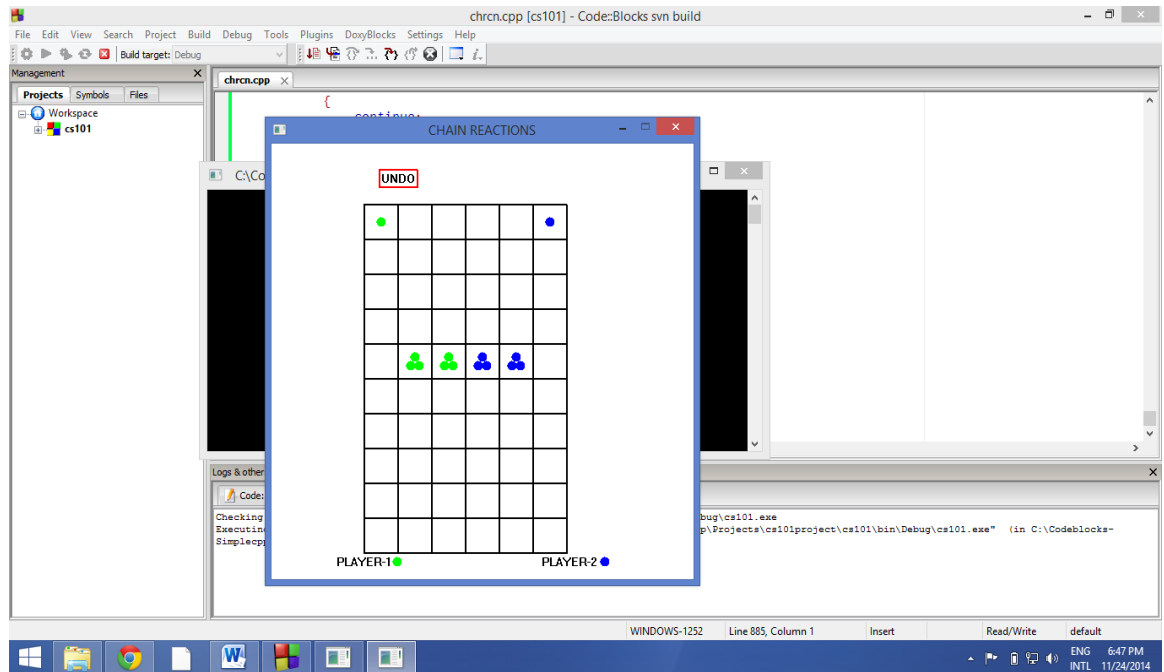 chrcn.cpp [cs101] - Code::Blocks svn build
File Edit View Search Project Build Debug Tools Plugins DoxyBlocks Settings Help
Build target: Debug
Management
chrcn.cpp
Projects Symbols Files
Workspace
cs101
{
continue;
CHAIN REACTIONS
C:\Co
UNDO
PLAYER-1
PLAYER-2
Logs & other
Code:
Checking
bug\cs101.exe
Executin
p\Projects\cs101project\cs101\bin\Debug\cs101.exe" (in C:\Codeblocks-
Simplecpp
WINDOWS-1252 Line 885, Column 1 Insert Read/Write default
ENG 6:47 PM
INTL 11/24/2014